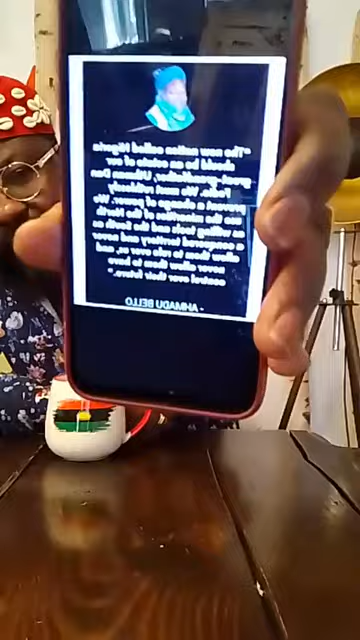 "The new nation called Nigeria
should be an estate of our
great grandfather, Uthman Dan
Fodio. We must ruthlessly
prevent a change of power. We
use the minorities of the North
as willing tools and the South as
a conquered territory and
never allow them to rule over us and
never allow them to have
control over their future."
- AHMADU BELLO